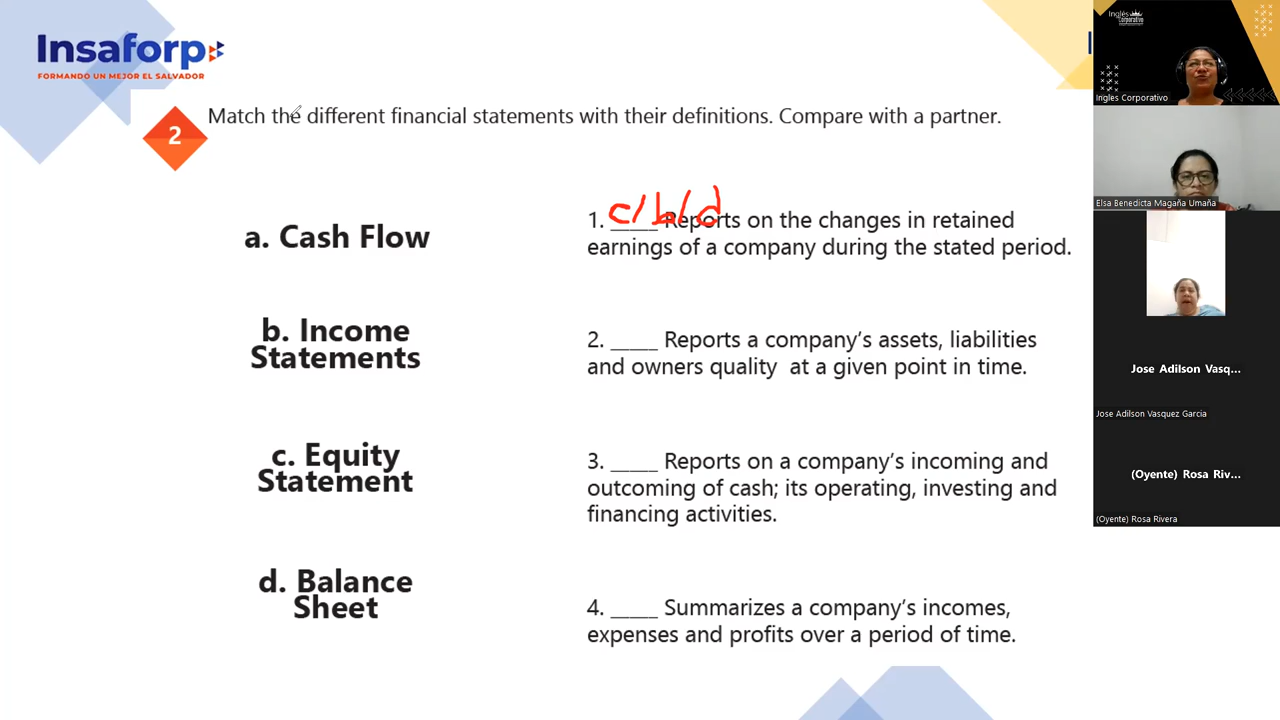 Insaforp
FORMANDO UN MEJOR EL SALVADOR
2
Match the different financial statements with their definitions. Compare with a partner.
a. Cash Flow
b. Income
Statements
c. Equity
Statement
d. Balance
Sheet
c/b/d
1. _____ Reports on the changes in retained
earnings of a company during the stated period.
2. _____ Reports a company’s assets, liabilities
and owners quality at a given point in time.
3. _____ Reports on a company’s incoming and
outcoming of cash; its operating, investing and
financing activities.
4. _____ Summarizes a company’s incomes,
expenses and profits over a period of time.
Inglés
Corporativo
Ingles Corporativo
Elsa Benedicta Magaña Umaña
Jose Adilson Vasq...
Jose Adilson Vasquez Garcia
(Oyente) Rosa Riv...
(Oyente) Rosa Rivera